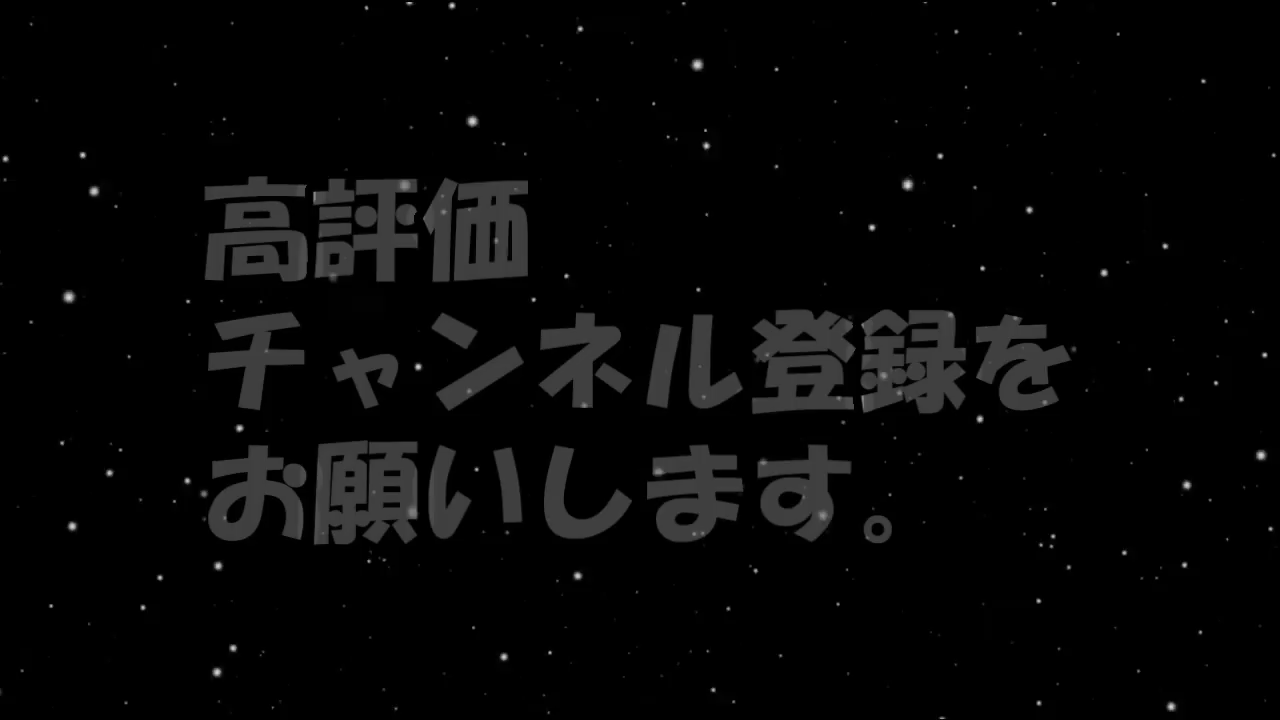 高評価
チャンネル登録を
お願いします。